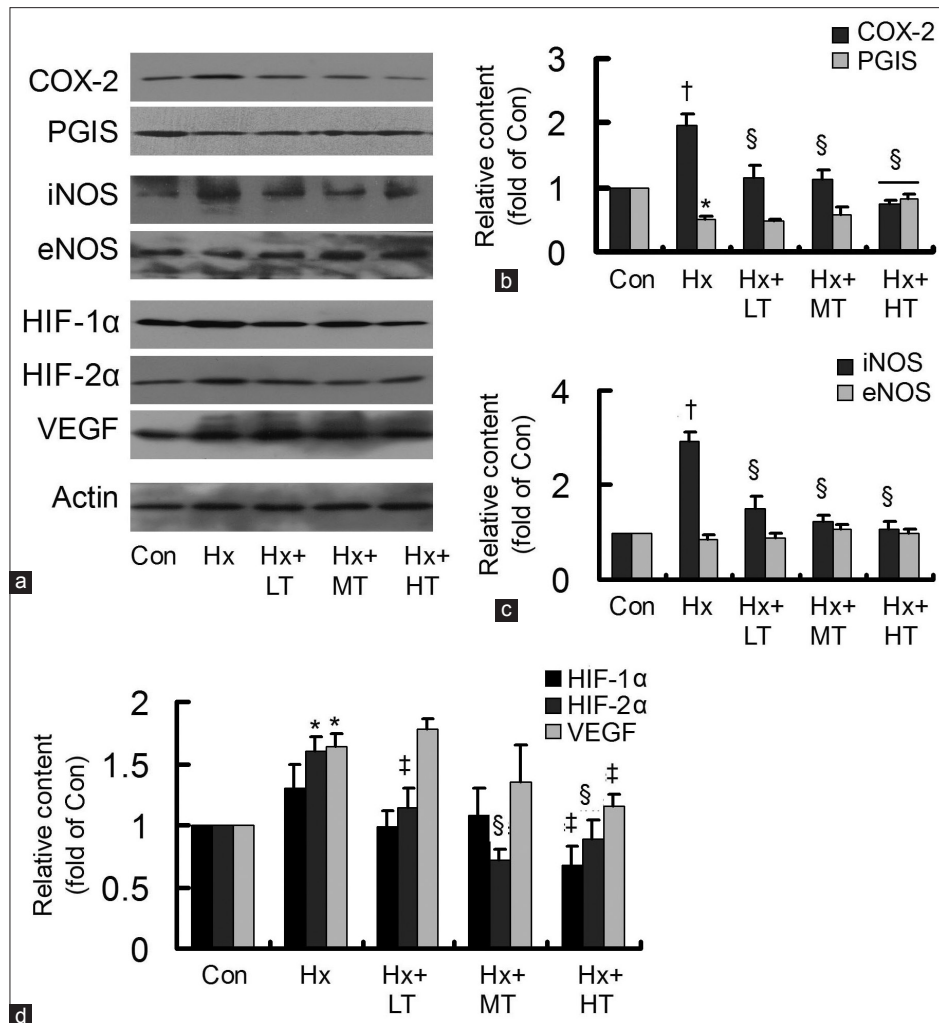 COX-2
PGIS
iNOS
eNOS
HIF-1α
HIF-2α
VEGF
Actin
Con Hx Hx+ Hx+ Hx+
LT MT HT
a
COX-2
PGIS
Relative content
(fold of Con)
3
2
1
0
†
*
§
§
§
Con Hx Hx+ Hx+ Hx+
LT MT HT
b
iNOS
eNOS
Relative content
(fold of Con)
4
2
0
†
§
§
§
Con Hx Hx+ Hx+ Hx+
LT MT HT
c
HIF-1α
HIF-2α
VEGF
Relative content
(fold of Con)
2
1.5
1
0.5
0
* *
‡
§
‡ § ‡
Con Hx Hx+ Hx+ Hx+
LT MT HT
d